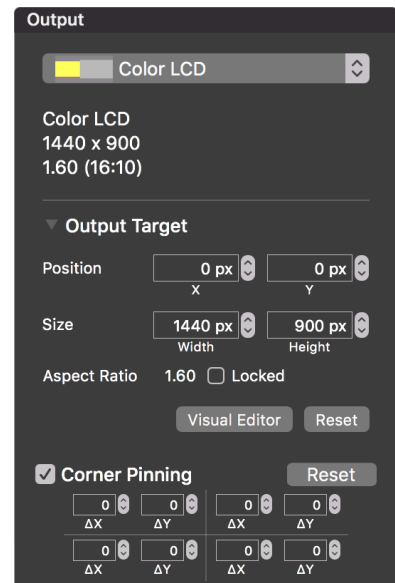 Output
Color LCD
Color LCD
1440 x 900
1.60 (16:10)
Output Target
Position 0 px 0 px
X Y
Size 1440 px 900 px
Width Height
Aspect Ratio 1.60 Locked
Visual Editor Reset
Corner Pinning Reset
0 0 0 0
ΔX ΔY ΔX ΔY
0 0 0 0
ΔX ΔY ΔX ΔY